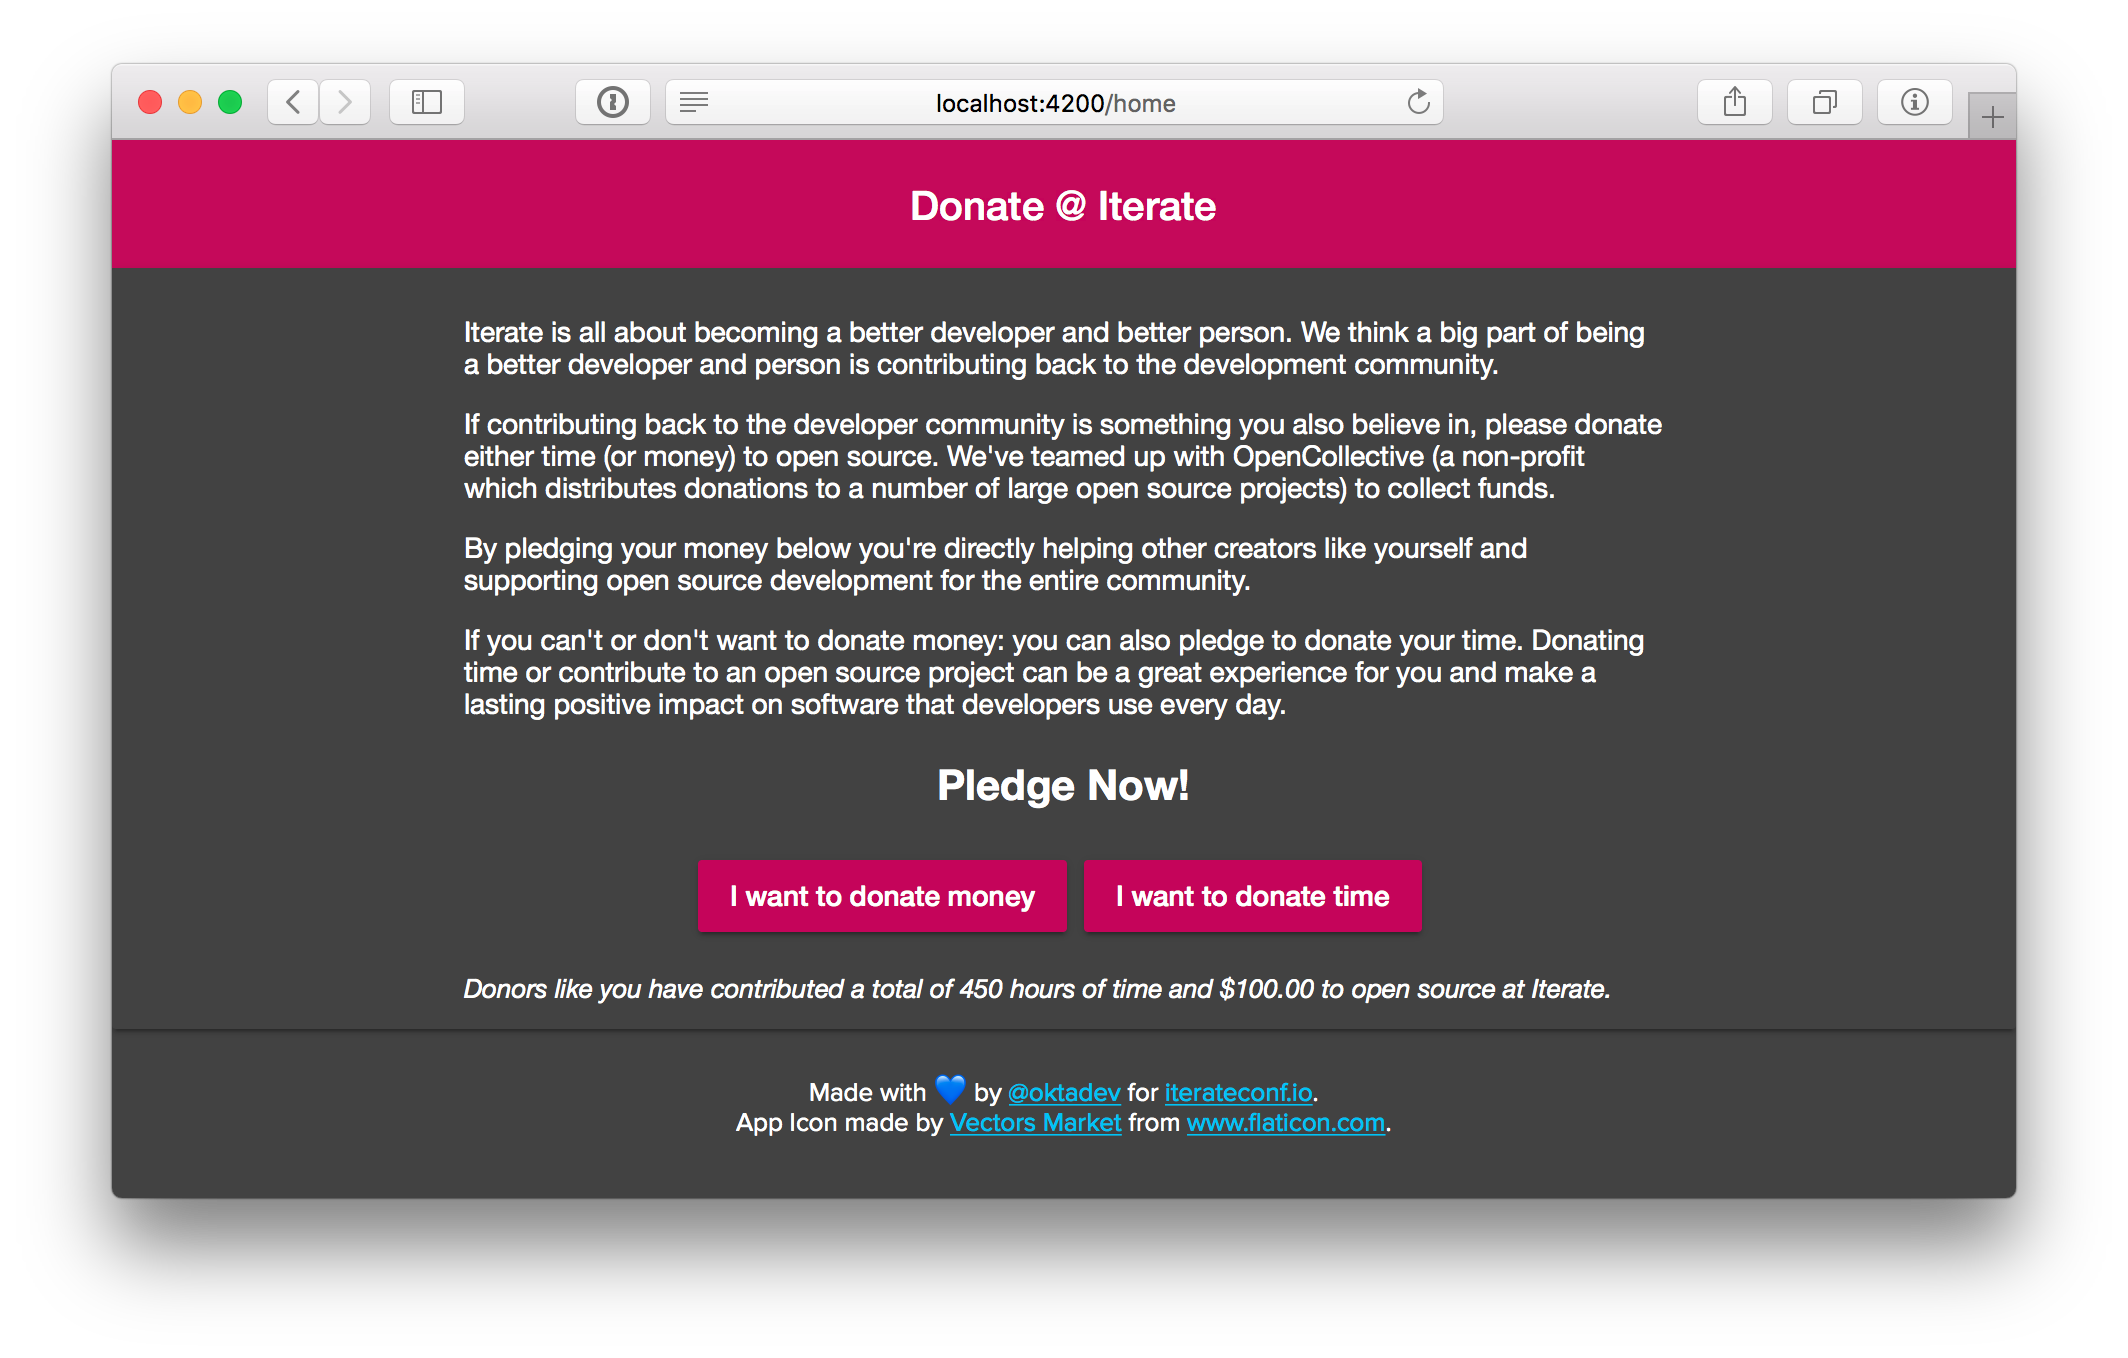 localhost:4200/home
Donate @ Iterate
Iterate is all about becoming a better developer and better person. We think a big part of being
a better developer and person is contributing back to the development community.
If contributing back to the developer community is something you also believe in, please donate
either time (or money) to open source. We've teamed up with OpenCollective (a non-profit
which distributes donations to a number of large open source projects) to collect funds.
By pledging your money below you're directly helping other creators like yourself and
supporting open source development for the entire community.
If you can't or don't want to donate money: you can also pledge to donate your time. Donating
time or contribute to an open source project can be a great experience for you and make a
lasting positive impact on software that developers use every day.
Pledge Now!
I want to donate money
I want to donate time
Donors like you have contributed a total of 450 hours of time and $100.00 to open source at Iterate.
Made with 💙 by @oktadev for iterateconf.io.
App Icon made by Vectors Market from www.flaticon.com.